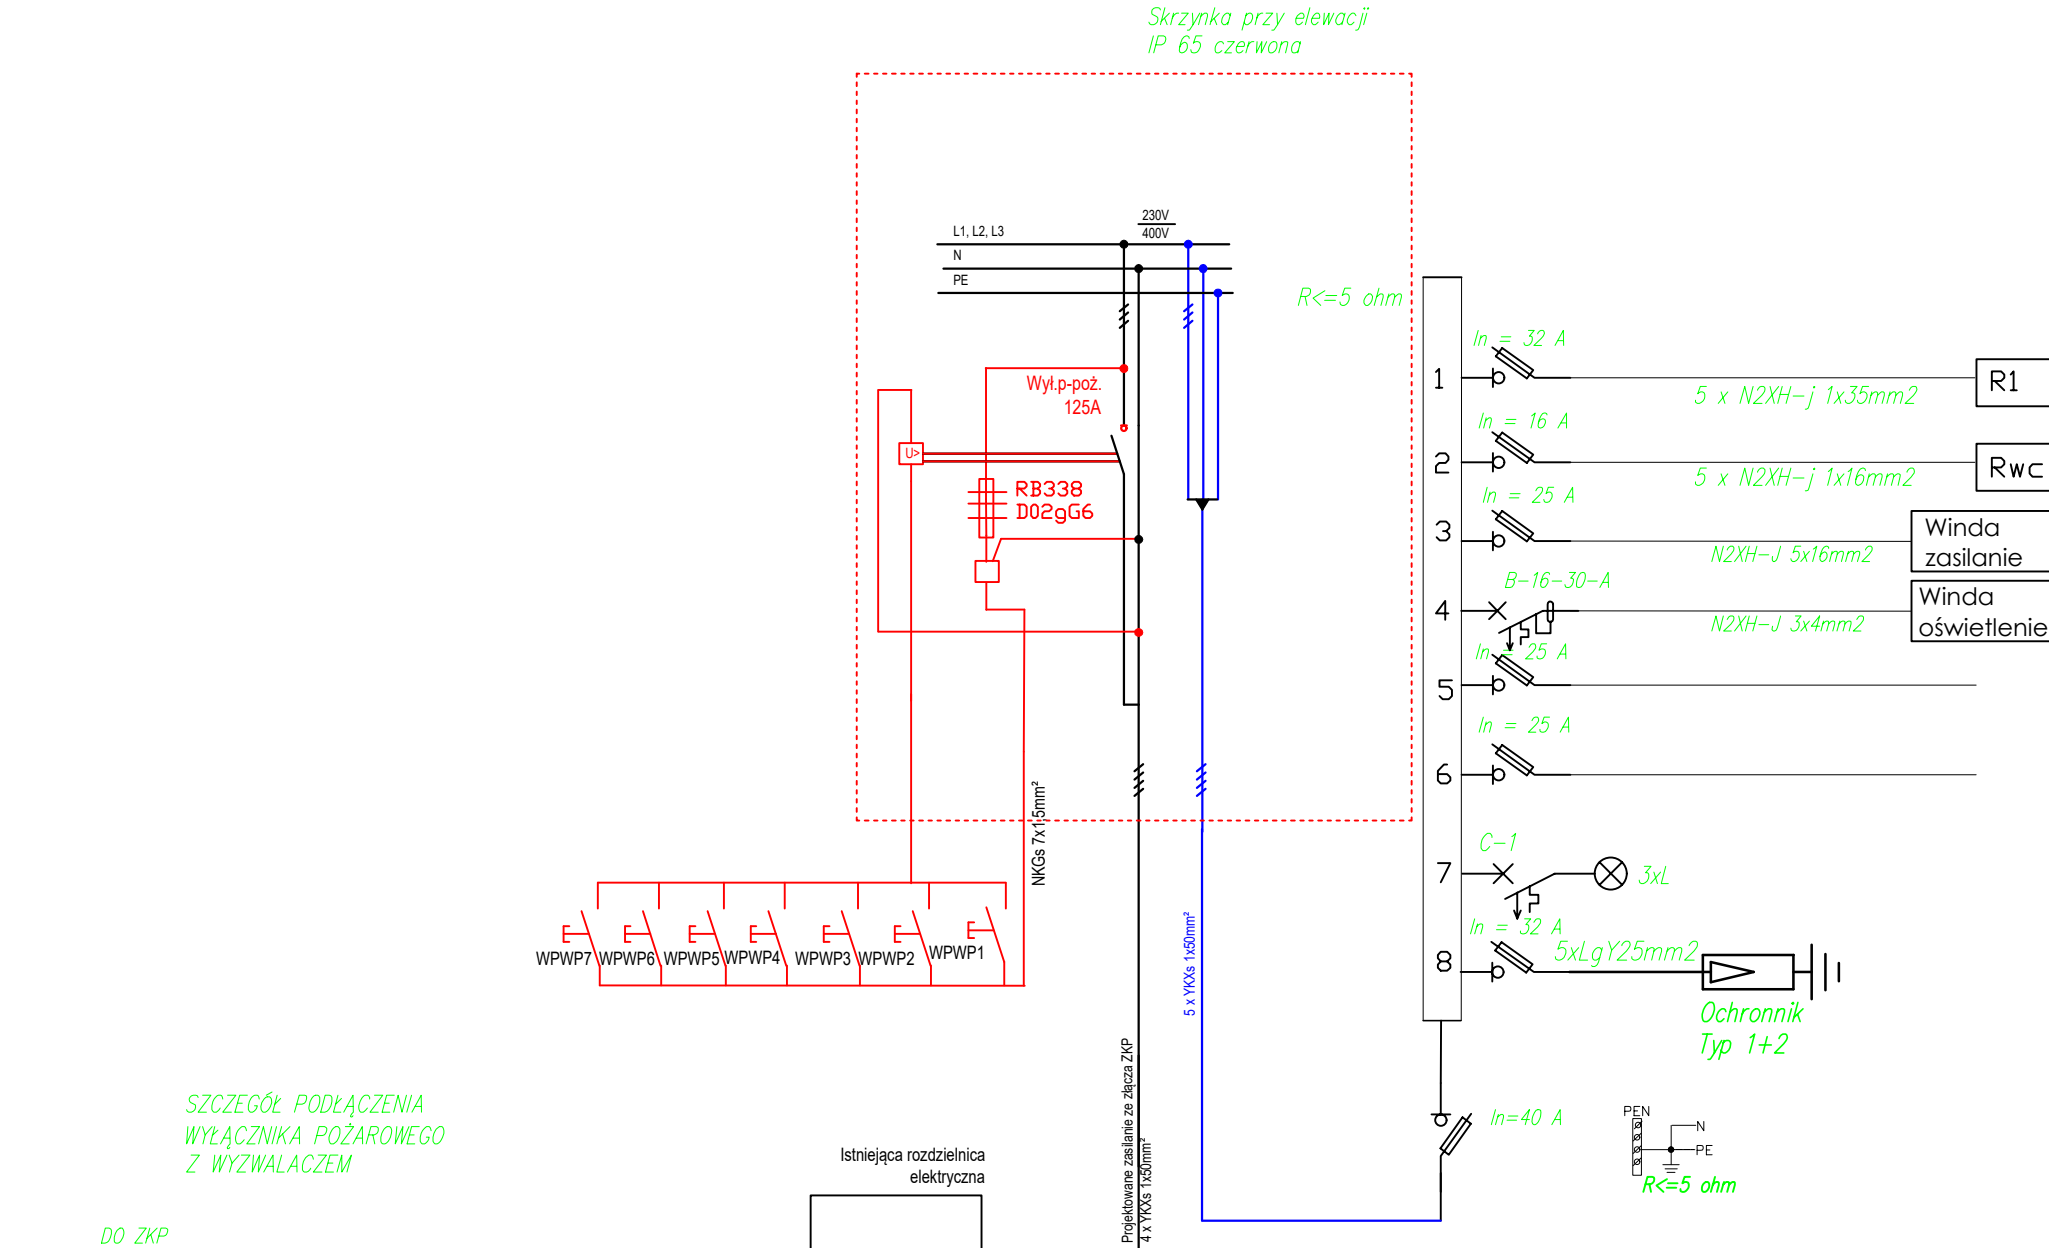 Skrzynka przy elewacji
IP 65 czerwona
230V
400V
L1, L2, L3
N
PE
R<=5 ohm
Wył.p-poż.
125A
U>
RB338
D02gG6
NKGs 7x1,5mm²
WPWP7
WPWP6
WPWP5
WPWP4
WPWP3
WPWP2
WPWP1
5 x YKXs 1x50mm²
Projektowane zasilanie ze złącza ZKP
4 x YKXs 1x50mm²
1
In = 32 A
5 x N2XH-j 1x35mm2
R1
2
In = 16 A
5 x N2XH-j 1x16mm2
Rwc
3
In = 25 A
N2XH-J 5x16mm2
Winda
zasilanie
4
B-16-30-A
N2XH-J 3x4mm2
Winda
oświetlenie
5
In = 25 A
6
In = 25 A
7
C-1
3xL
8
In = 32 A
5xLgY25mm2
Ochronnik
Typ 1+2
In=40 A
PEN
N
PE
R<=5 ohm
SZCZEGÓŁ PODŁĄCZENIA
WYŁĄCZNIKA POŻAROWEGO
Z WYZWALACZEM
Istniejąca rozdzielnica
elektryczna
DO ZKP